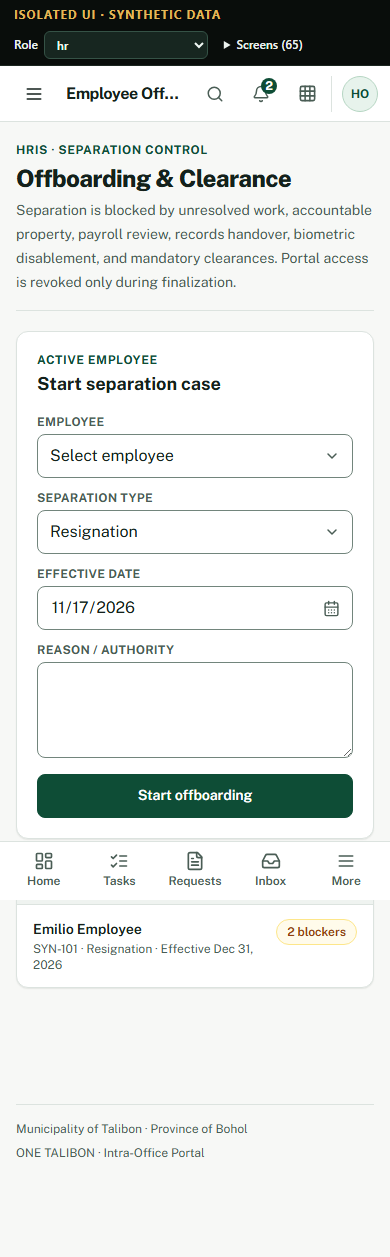 ISOLATED UI · SYNTHETIC DATA
Role hr Screens (65)
Employee Off... 2 HO
HRIS · SEPARATION CONTROL
Offboarding & Clearance
Separation is blocked by unresolved work, accountable
property, payroll review, records handover, biometric
disablement, and mandatory clearances. Portal access
is revoked only during finalization.
ACTIVE EMPLOYEE
Start separation case
EMPLOYEE
Select employee
SEPARATION TYPE
Resignation
EFFECTIVE DATE
11/17/2026
REASON / AUTHORITY
Start offboarding
Home Tasks Requests Inbox More
Emilio Employee 2 blockers
SYN-101 · Resignation · Effective Dec 31,
2026
Municipality of Talibon · Province of Bohol
ONE TALIBON · Intra-Office Portal